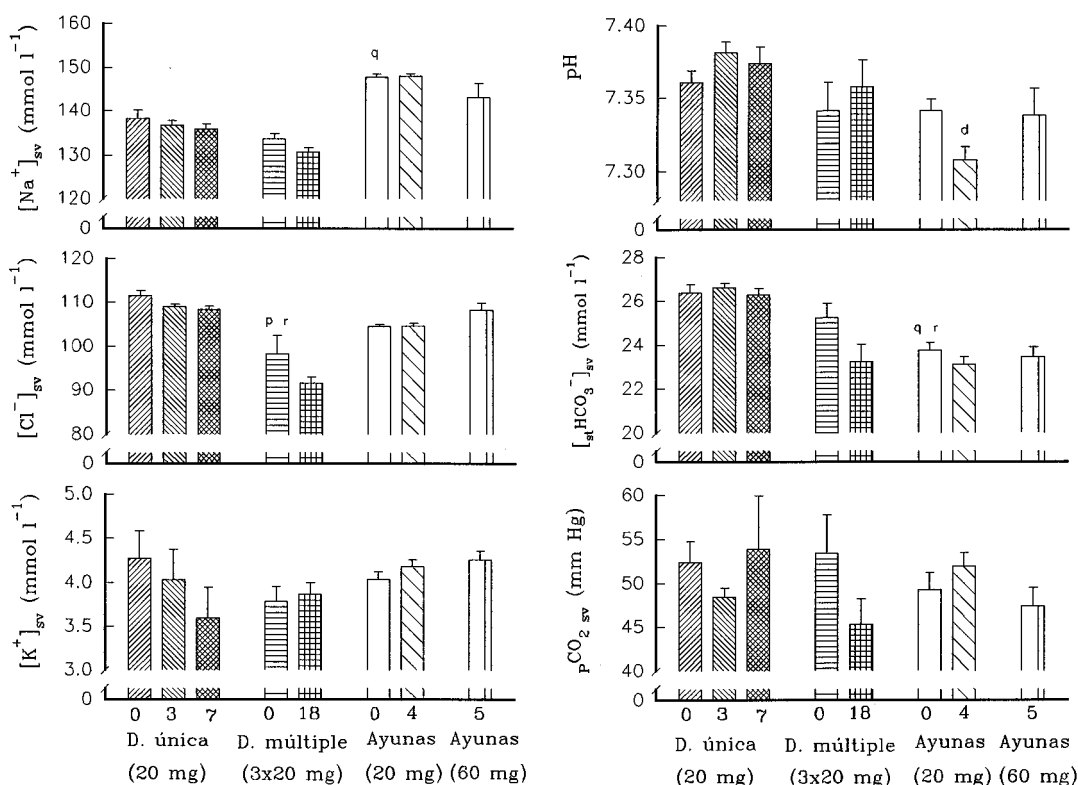 [Na⁺]sv (mmol l⁻¹)
160
150
140
130
120
0
q
pH
7.40
7.35
7.30
0
d
[Cl⁻]sv (mmol l⁻¹)
120
110
100
90
80
0
p r
[stHCO₃⁻]sv (mmol l⁻¹)
28
26
24
22
20
0
q r
[K⁺]sv (mmol l⁻¹)
5.0
4.5
4.0
3.5
3.0
0
0 3 7 0 18 0 4 5
D. única D. múltiple Ayunas Ayunas
(20 mg) (3x20 mg) (20 mg) (60 mg)
PCO₂ sv (mm Hg)
60
55
50
45
40
0
0 3 7 0 18 0 4 5
D. única D. múltiple Ayunas Ayunas
(20 mg) (3x20 mg) (20 mg) (60 mg)